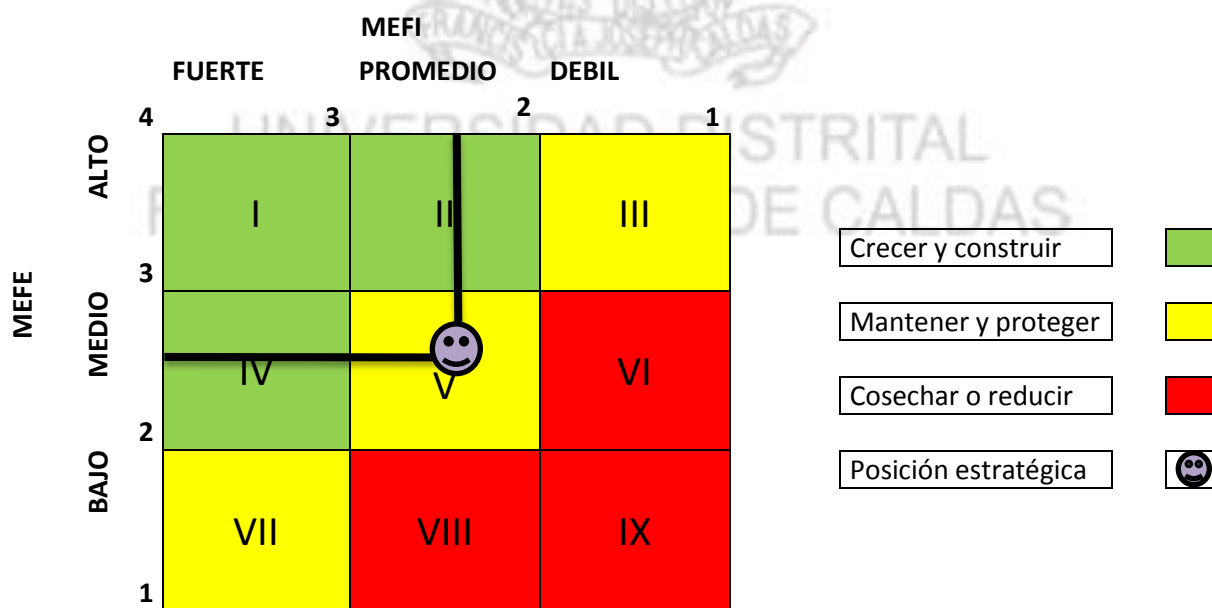 MEFI
FUERTE PROMEDIO DEBIL
4 3 2 1
ALTO
I II III
3
MEFE
MEDIO
IV V VI
2
BAJO
VII VIII IX
1
Crecer y construir
Mantener y proteger
Cosechar o reducir
Posición estratégica
DISTRITAL
DE CALDAS